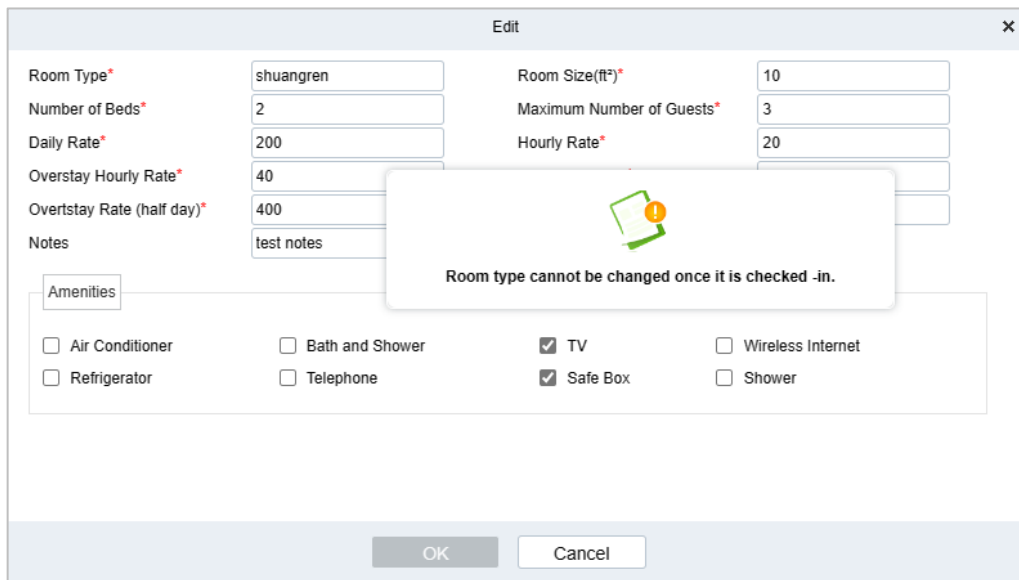 Edit ×
Room Type* shuangren Room Size(ft²)* 10
Number of Beds* 2 Maximum Number of Guests* 3
Daily Rate* 200 Hourly Rate* 20
Overstay Hourly Rate* 40
Overtstay Rate (half day)* 400
Notes test notes
Room type cannot be changed once it is checked -in.
Amenities
Air Conditioner Bath and Shower TV Wireless Internet
Refrigerator Telephone Safe Box Shower
OK Cancel